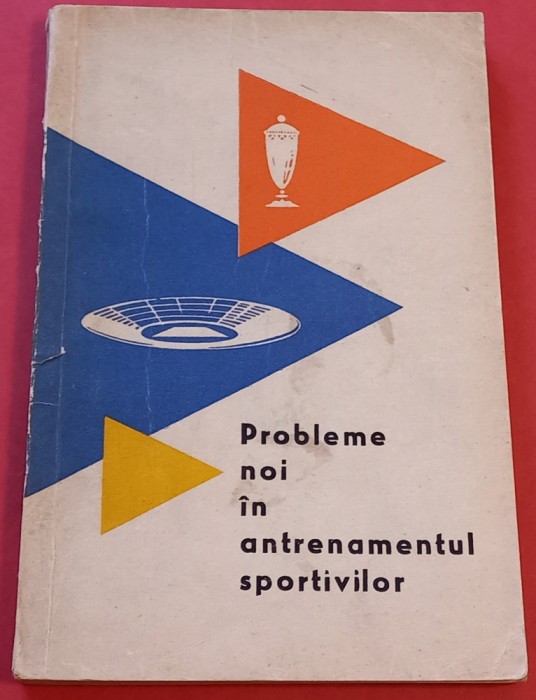 Probleme
noi
în
antrenamentul
sportivilor